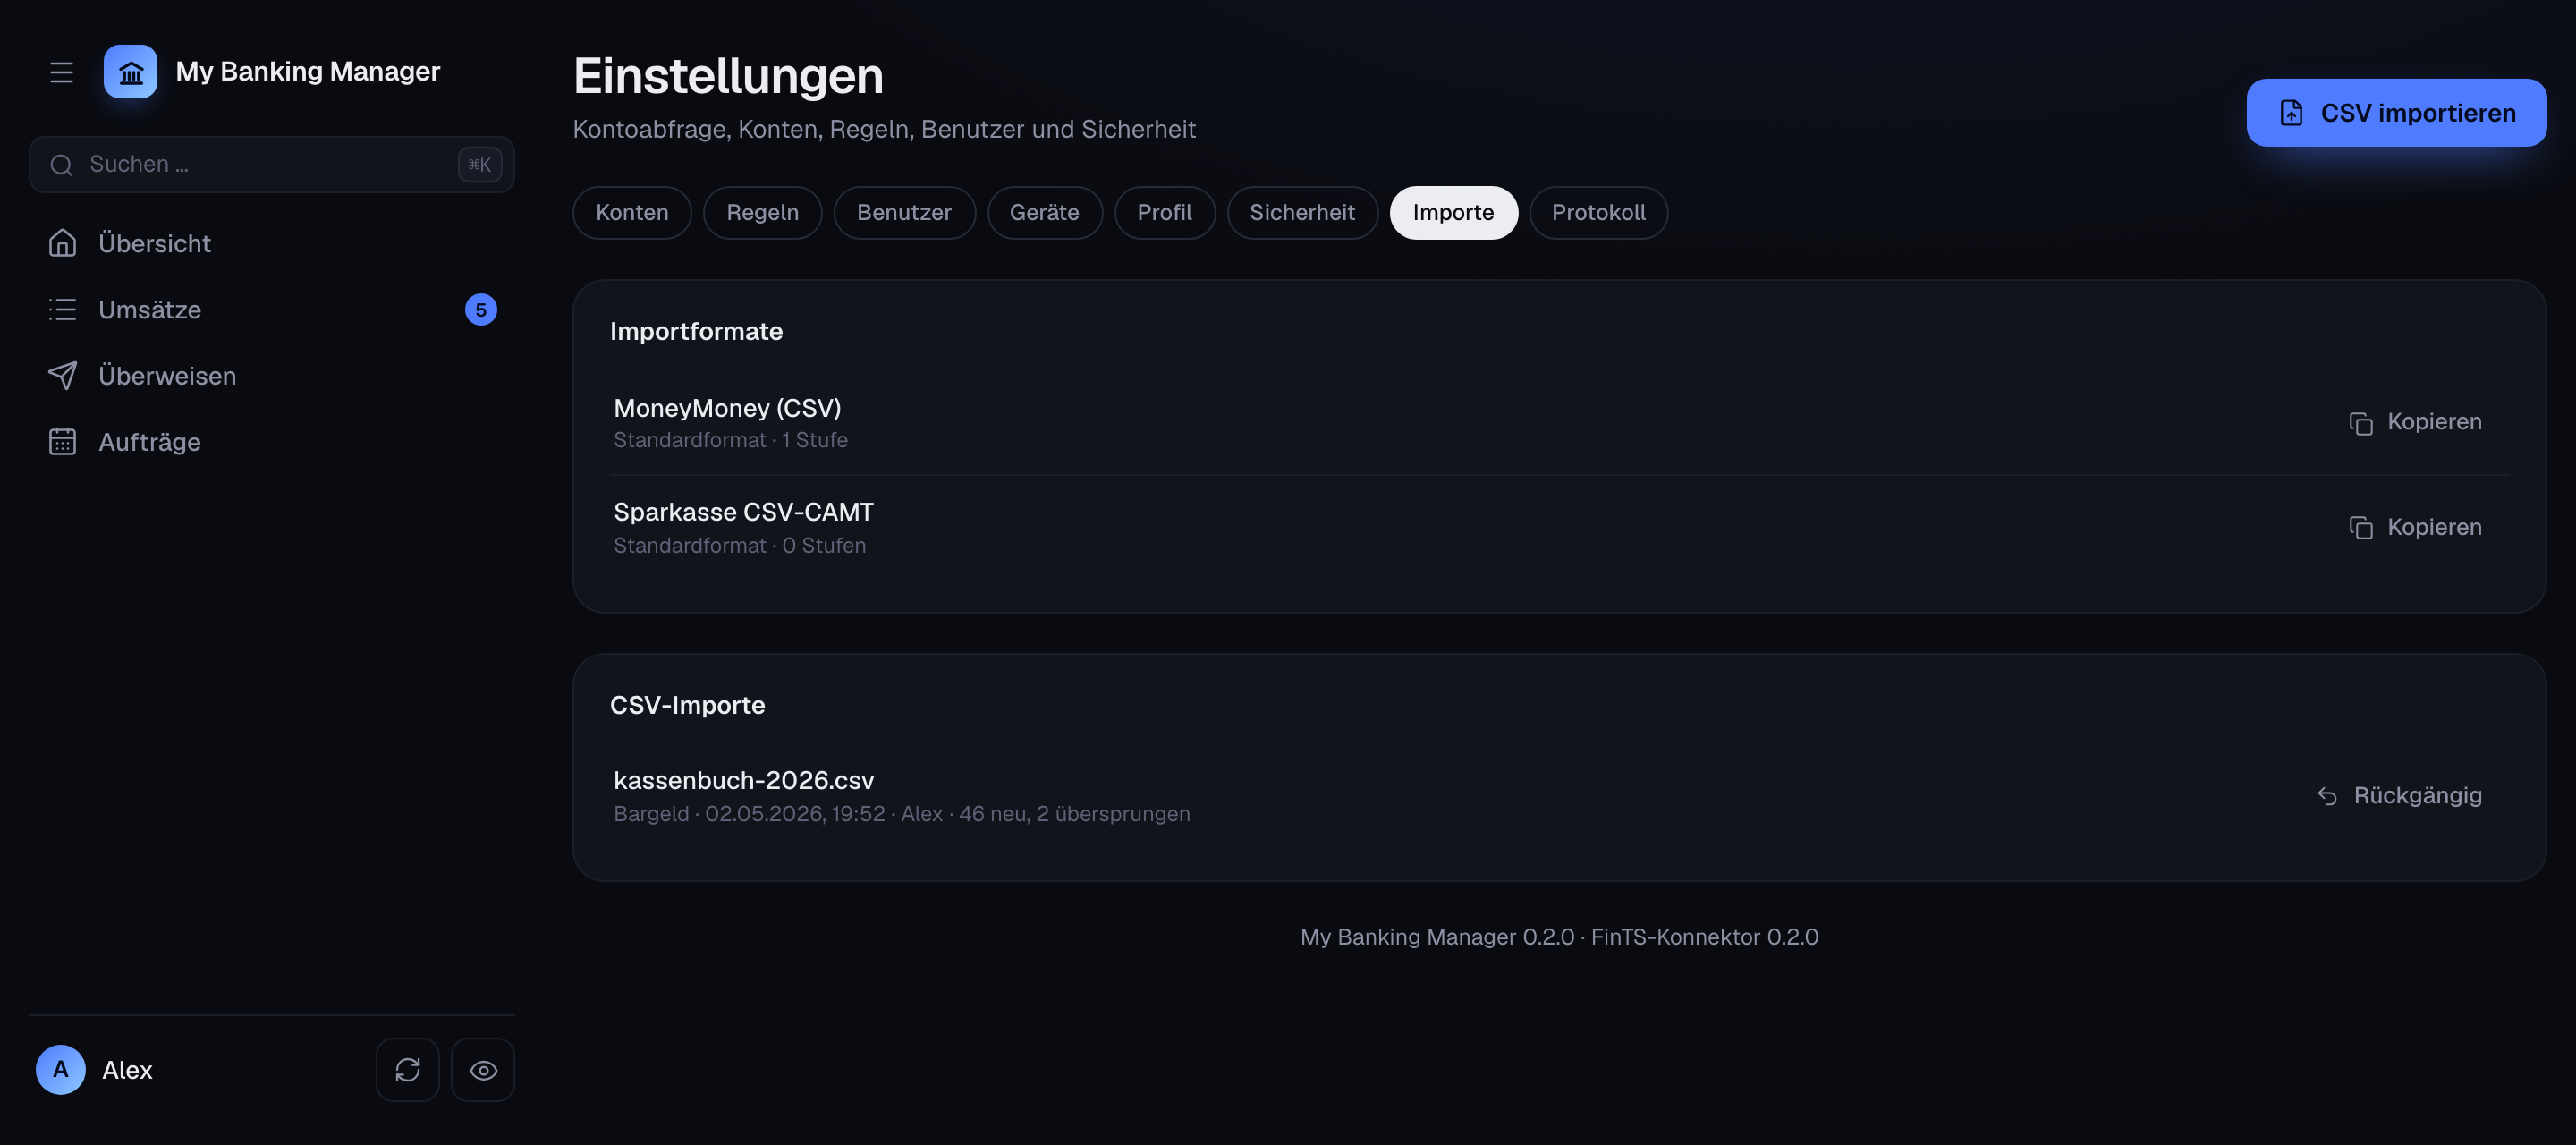 My Banking Manager
Suchen ...
⌘K
Übersicht
Umsätze
5
Überweisen
Aufträge
A
Alex
Einstellungen
Kontoabfrage, Konten, Regeln, Benutzer und Sicherheit
CSV importieren
Konten
Regeln
Benutzer
Geräte
Profil
Sicherheit
Importe
Protokoll
Importformate
MoneyMoney (CSV)
Standardformat · 1 Stufe
Kopieren
Sparkasse CSV-CAMT
Standardformat · 0 Stufen
Kopieren
CSV-Importe
kassenbuch-2026.csv
Bargeld · 02.05.2026, 19:52 · Alex · 46 neu, 2 übersprungen
Rückgängig
My Banking Manager 0.2.0 · FinTS-Konnektor 0.2.0